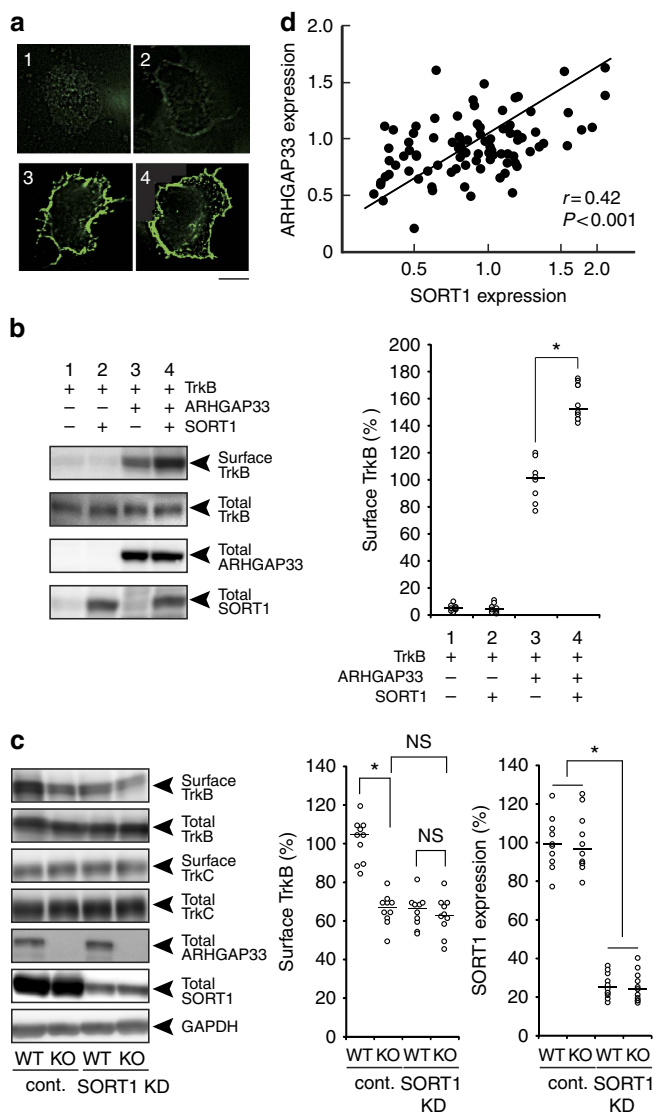 a
1
2
3
4
d
2.0
1.5
1.0
0.5
0
ARHGAP33 expression
r=0.42
P<0.001
0.5 1.0 1.5 2.0
SORT1 expression
b
1 2 3 4
+ + + + TrkB
– – + + ARHGAP33
– + – + SORT1
Surface
TrkB
Total
TrkB
Total
ARHGAP33
Total
SORT1
Surface TrkB (%)
200
180
160
140
120
100
80
60
40
20
0
*
1 2 3 4
TrkB + + + +
ARHGAP33 – – + +
SORT1 – + – +
c
Surface
TrkB
Total
TrkB
Surface
TrkC
Total
TrkC
Total
ARHGAP33
Total
SORT1
GAPDH
WT KO WT KO
cont. SORT1 KD
Surface TrkB (%)
140
120
100
80
60
40
20
0
*
NS
NS
WT KO WT KO
cont. SORT1
KD
SORT1 expression (%)
140
120
100
80
60
40
20
0
*
WT KO WT KO
cont. SORT1
KD